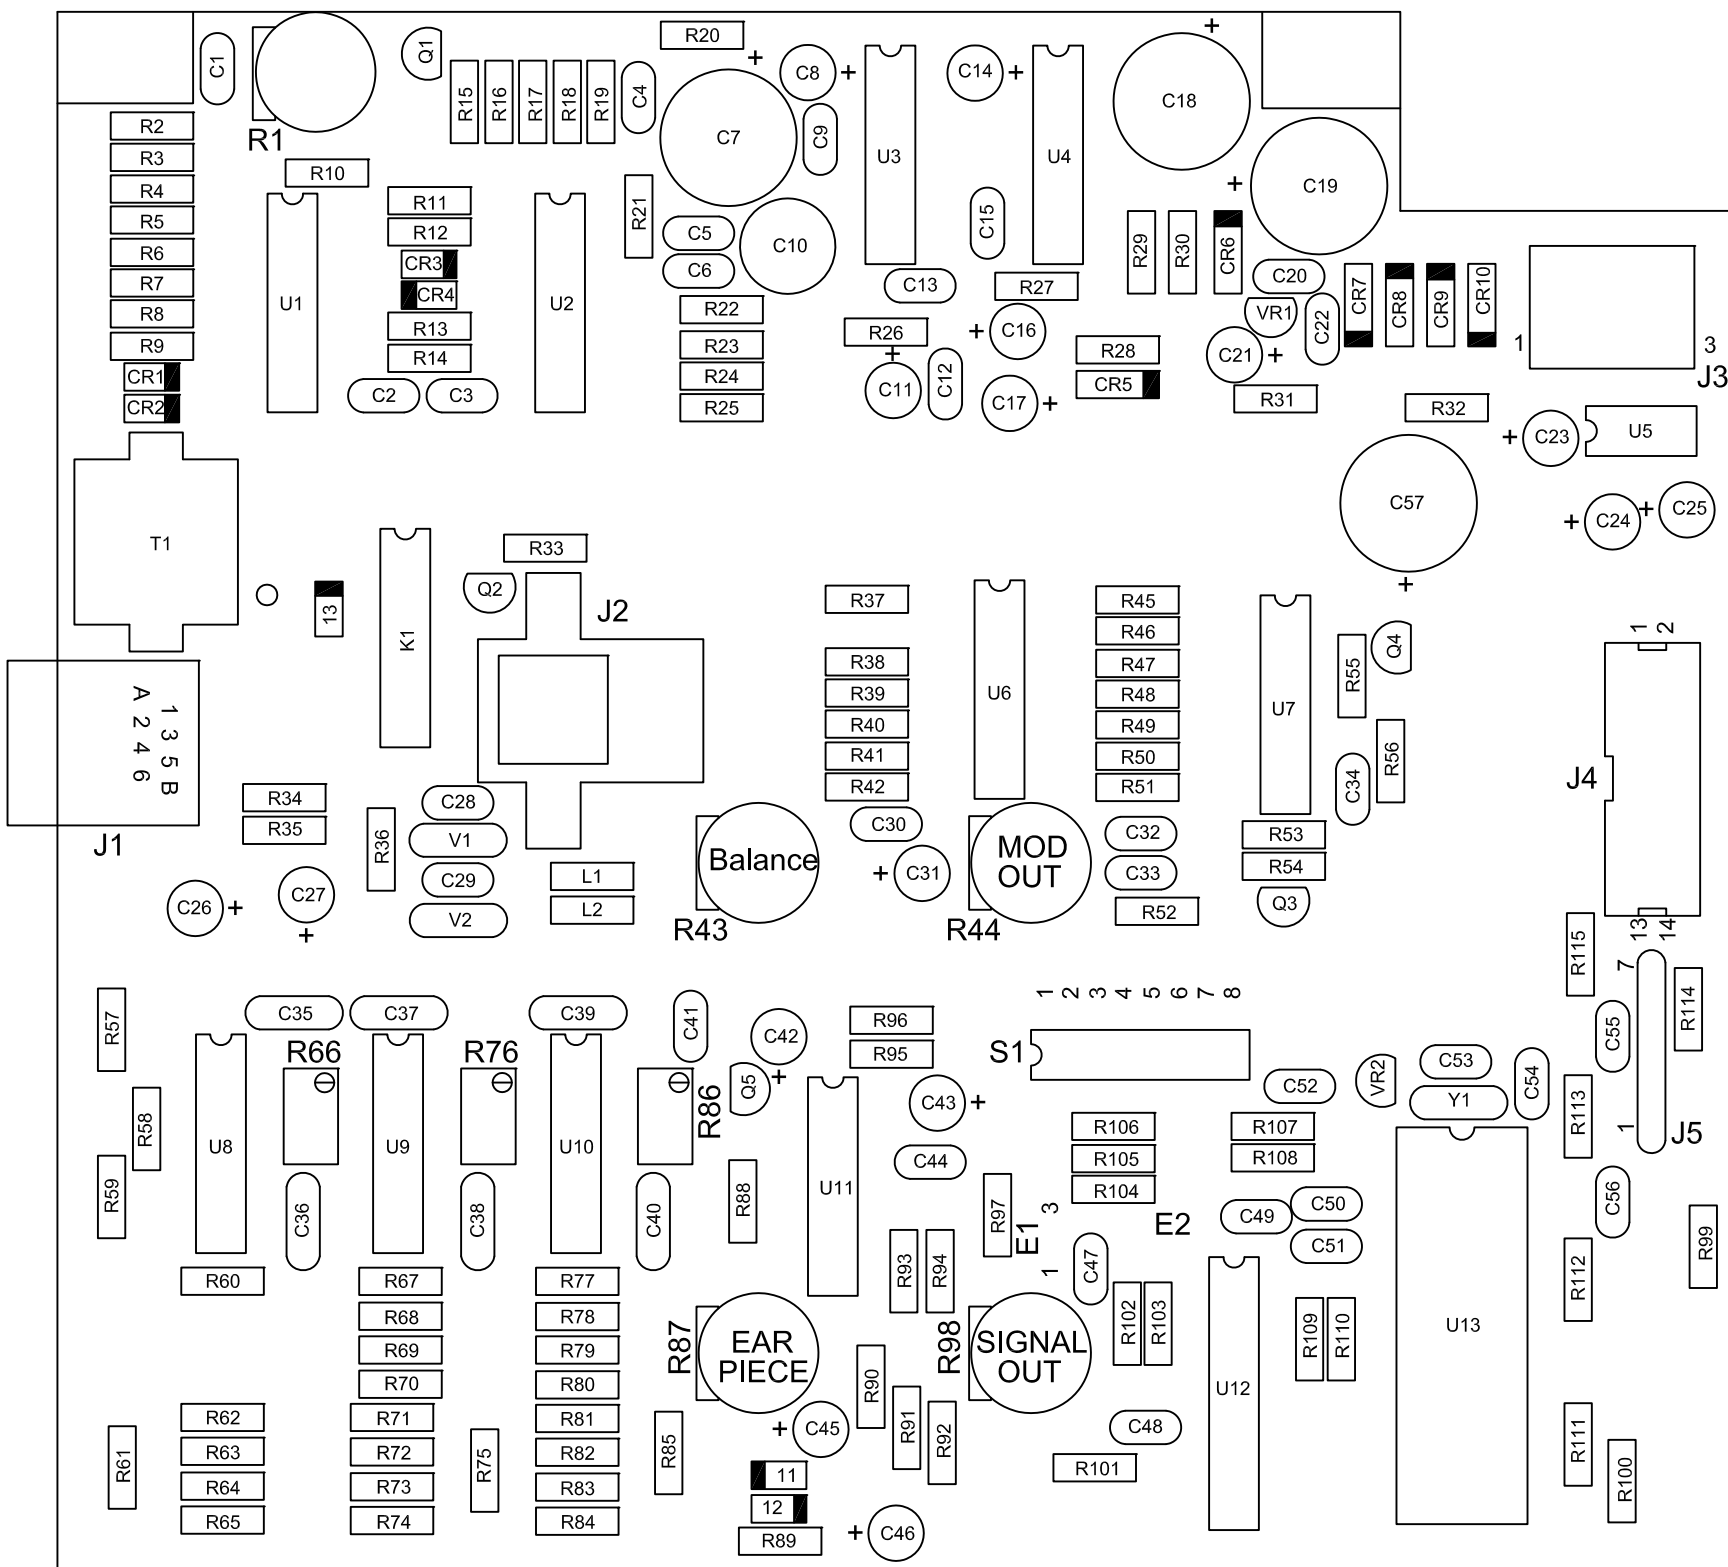 R20
+
Q1
C1
+
C8
+
C14
+
R15
R16
R17
R18
R19
C4
C18
R2
R1
C7
C9
R3
U3
U4
R10
R4
+
C19
R11
R21
R5
C5
C15
R12
C10
R29
R30
CR6
R6
CR3
C6
C20
R7
C13
R27
CR7
CR8
CR9
CR10
CR4
U1
U2
R8
R22
VR1
R13
R26
+
C16
C22
1
3
R9
R23
+
R28
C21
+
R14
J3
CR1
R24
C11
C12
CR5
C2
C3
C17
+
R31
CR2
R25
R32
+
C23
U5
C57
+
C24
+
C25
T1
R33
+
Q2
R37
R45
J2
13
R46
1
2
K1
Q4
R38
R47
R55
A 2 4 6
1 3 5 B
R39
U6
R48
U7
R40
R49
R41
R50
R56
J4
R34
R42
R51
C28
C34
R35
C30
C32
R53
J1
R36
V1
Balance
MOD
OUT
R54
C29
L1
+
C31
C33
C26
+
C27
+
V2
L2
R52
Q3
R43
R44
13
14
R115
7
1
2
3
4
5
6
7
8
R114
C35
C37
C39
C41
R96
R57
C42
C55
R66
R76
R95
S1
+
C53
Q5
C52
VR2
C54
R86
C43
+
Y1
R58
R106
R107
R113
1
J5
U8
U9
U10
R105
R108
C44
R59
R88
U11
R104
C36
C38
C40
R97
3
C50
C56
E1
E2
C49
R99
C51
R60
R67
R77
R93
R94
1
C47
R112
R68
R78
R102
R103
U13
R87
EAR
PIECE
R98
SIGNAL
OUT
R109
R110
R69
R79
R70
R80
R90
U12
R62
R71
R81
+
C45
R91
C48
R63
R72
R82
R92
R61
R75
R85
R111
R101
R64
R73
R83
11
R100
12
R65
R74
R84
R89
+
C46